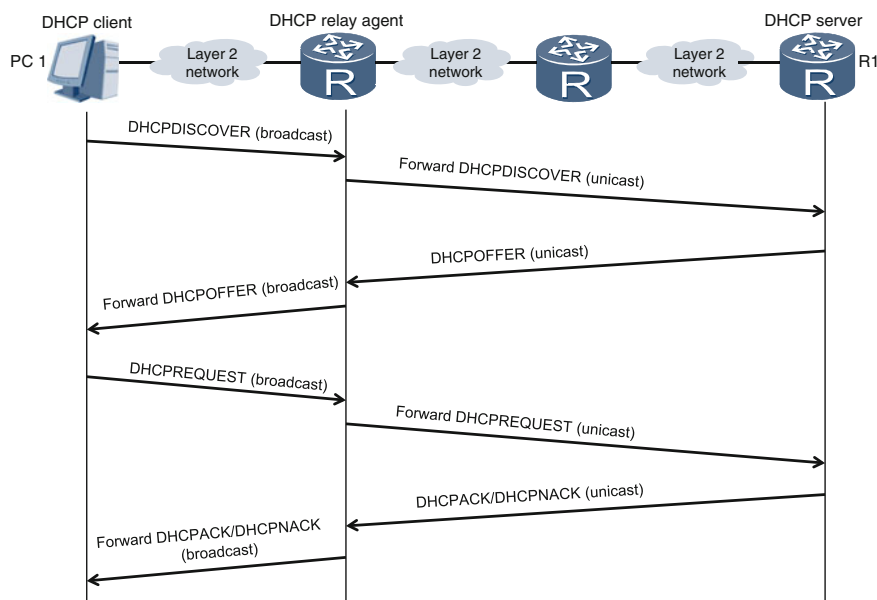 DHCP client
DHCP relay agent
DHCP server
PC 1
Layer 2
network
R
Layer 2
network
R
Layer 2
network
R
R1
DHCPDISCOVER (broadcast)
Forward DHCPDISCOVER (unicast)
DHCPOFFER (unicast)
Forward DHCPOFFER (broadcast)
DHCPREQUEST (broadcast)
Forward DHCPREQUEST (unicast)
DHCPACK/DHCPNACK (unicast)
Forward DHCPACK/DHCPNACK
(broadcast)